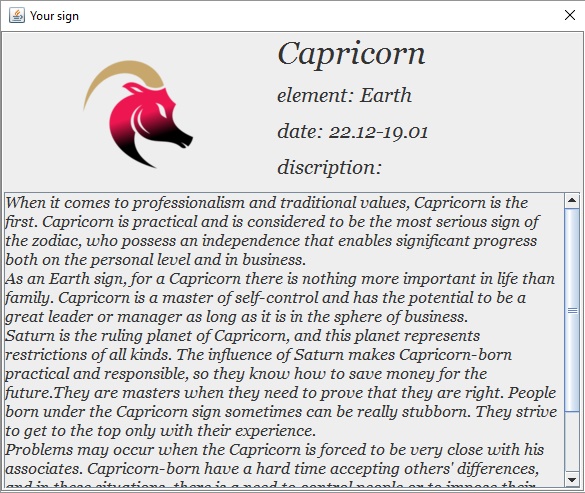 Your sign
Capricorn
element: Earth
date: 22.12-19.01
discription:
When it comes to professionalism and traditional values, Capricorn is the
first. Capricorn is practical and is considered to be the most serious sign of
the zodiac, who possess an independence that enables significant progress
both on the personal level and in business.
As an Earth sign, for a Capricorn there is nothing more important in life than
family. Capricorn is a master of self-control and has the potential to be a
great leader or manager as long as it is in the sphere of business.
Saturn is the ruling planet of Capricorn, and this planet represents
restrictions of all kinds. The influence of Saturn makes Capricorn-born
practical and responsible, so they know how to save money for the
future.They are masters when they need to prove that they are right. People
born under the Capricorn sign sometimes can be really stubborn. They strive
to get to the top only with their experience.
Problems may occur when the Capricorn is forced to be very close with his
associates. Capricorn-born have a hard time accepting others' differences,
and in these situations, there is a need to control people or to impose their